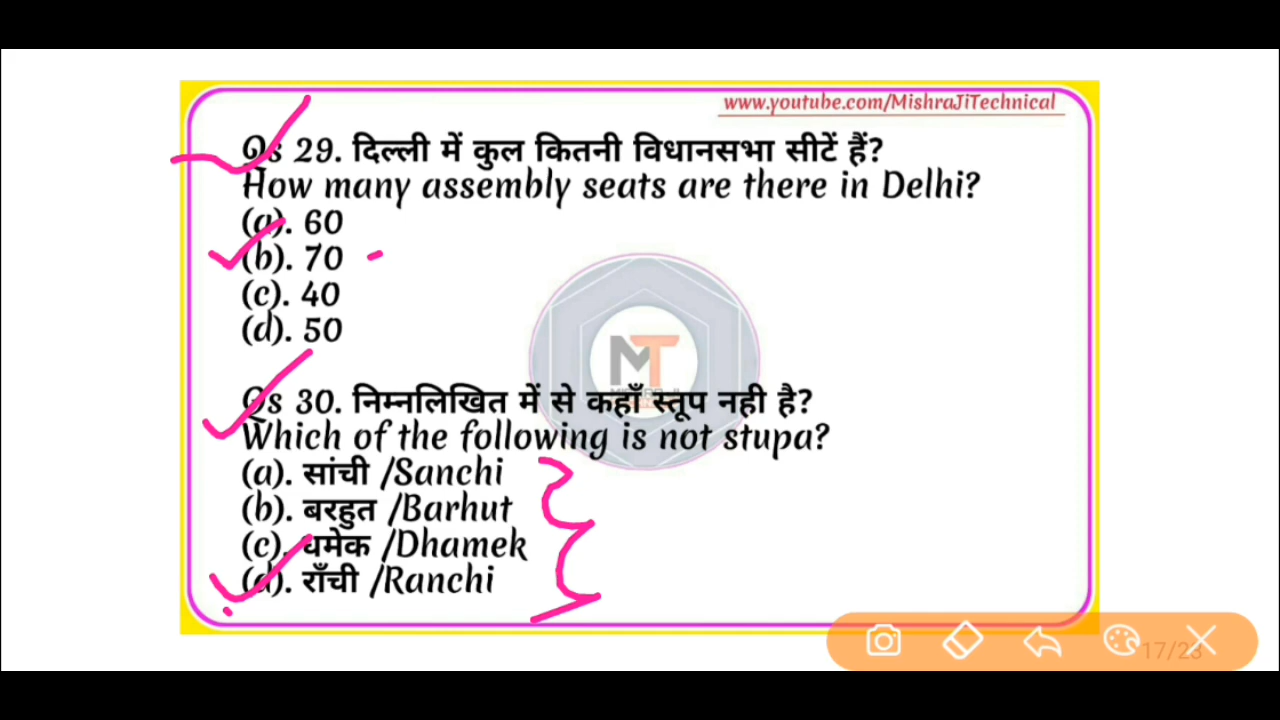 www.youtube.com/MishraJiTechnical
Qs 29. दिल्ली में कुल कितनी विधानसभा सीटें हैं?
How many assembly seats are there in Delhi?
(a). 60
(b). 70
(c). 40
(d). 50
MT
Qs 30. निम्नलिखित में से कहाँ स्तूप नही है?
Which of the following is not stupa?
(a). सांची /Sanchi
(b). बरहुत /Barhut
(c). धमेक /Dhamek
(d). राँची /Ranchi
17/23